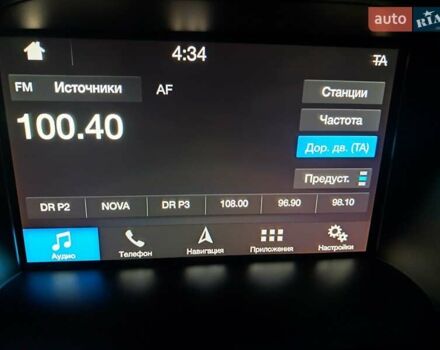 auto RIA
4:34
TA
FM Источники AF
Станции
100.40
Частота
Дор. дв. (TA)
Предуст.
DR P2 NOVA DR P3 108.00 96.90 98.10
Аудио Телефон Навигация Приложения Настройки